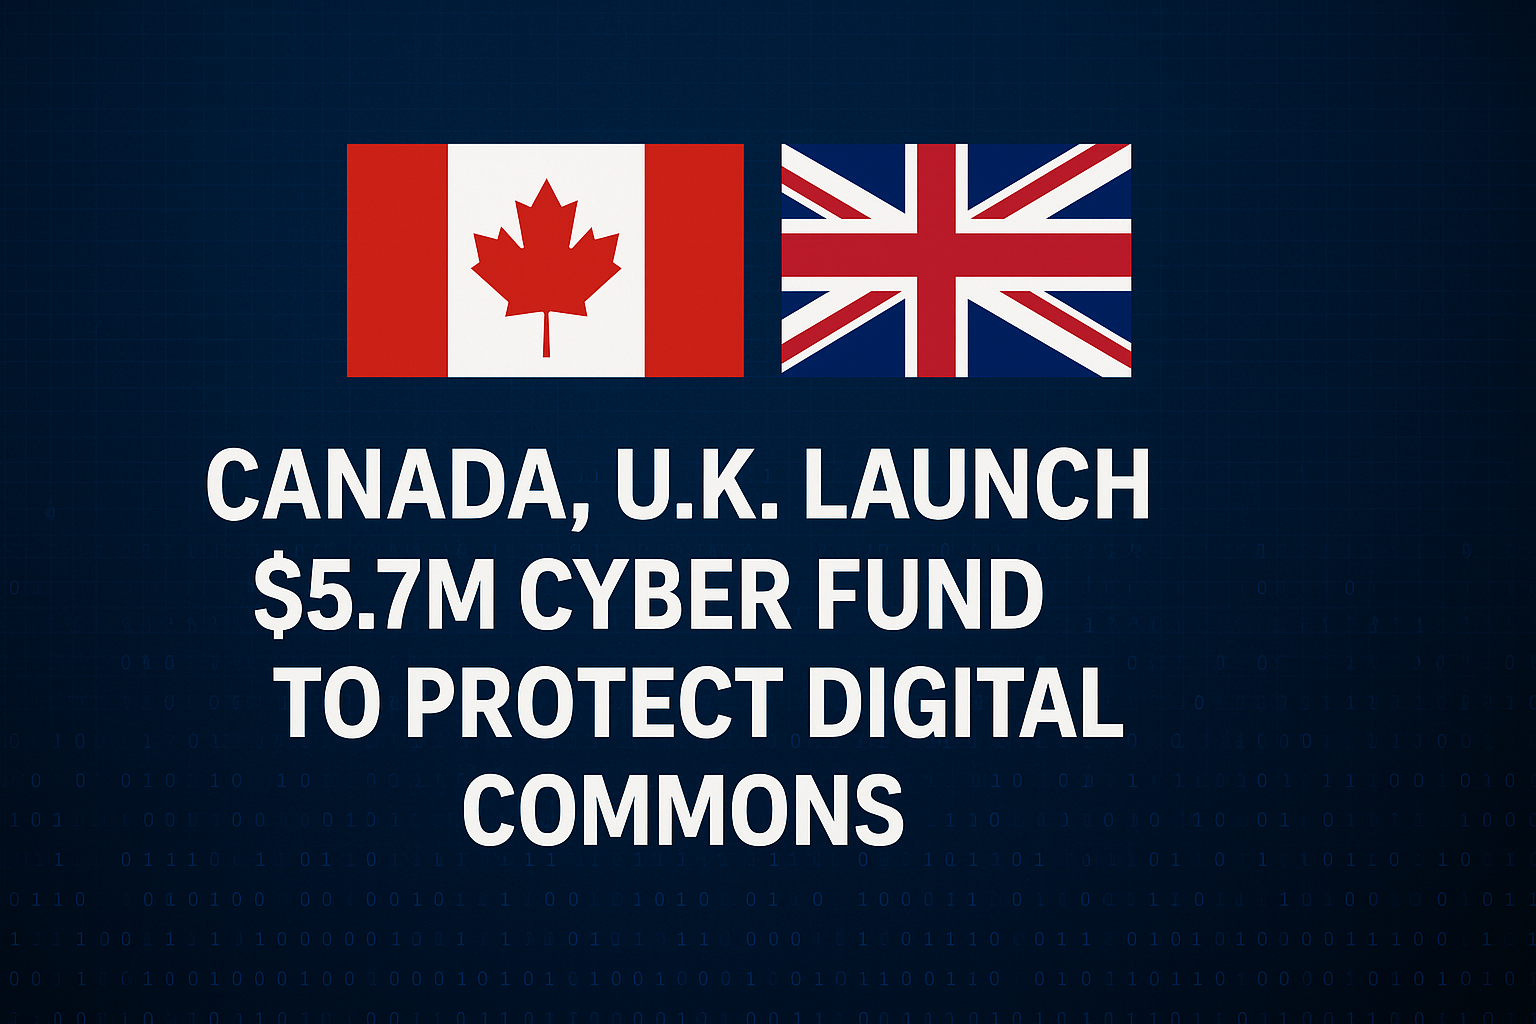 CANADA, U.K. LAUNCH
$5.7M CYBER FUND
TO PROTECT DIGITAL
COMMONS